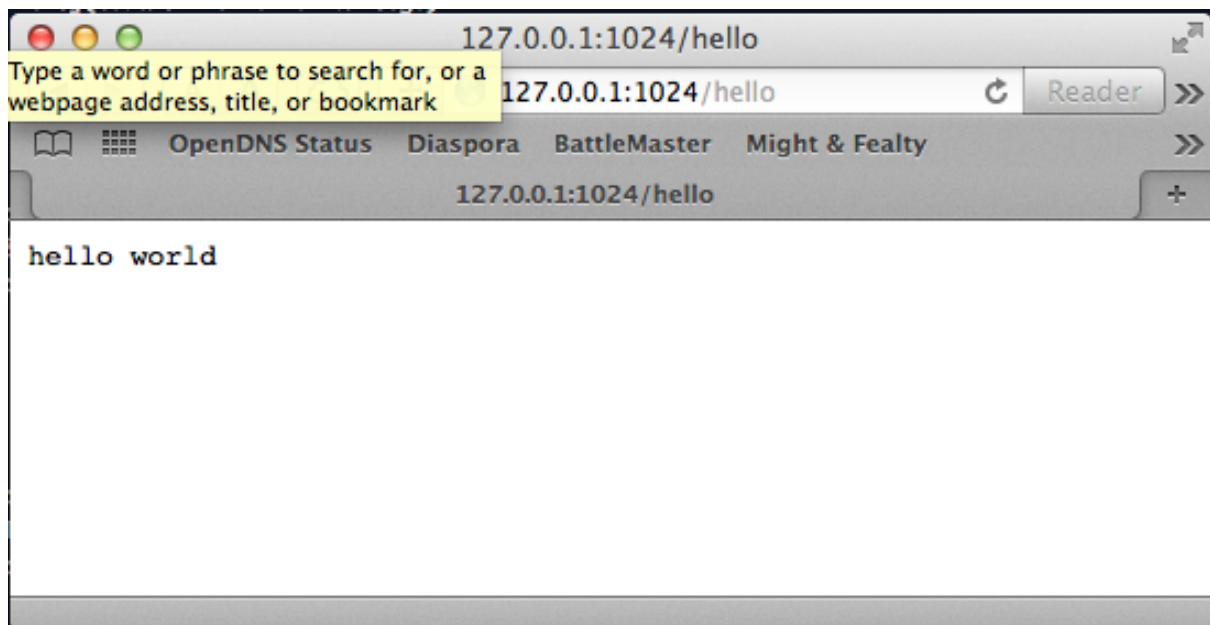 127.0.0.1:1024/hello
Type a word or phrase to search for, or a
webpage address, title, or bookmark
127.0.0.1:1024/hello
Reader
OpenDNS Status Diaspora BattleMaster Might & Fealty
127.0.0.1:1024/hello
hello world